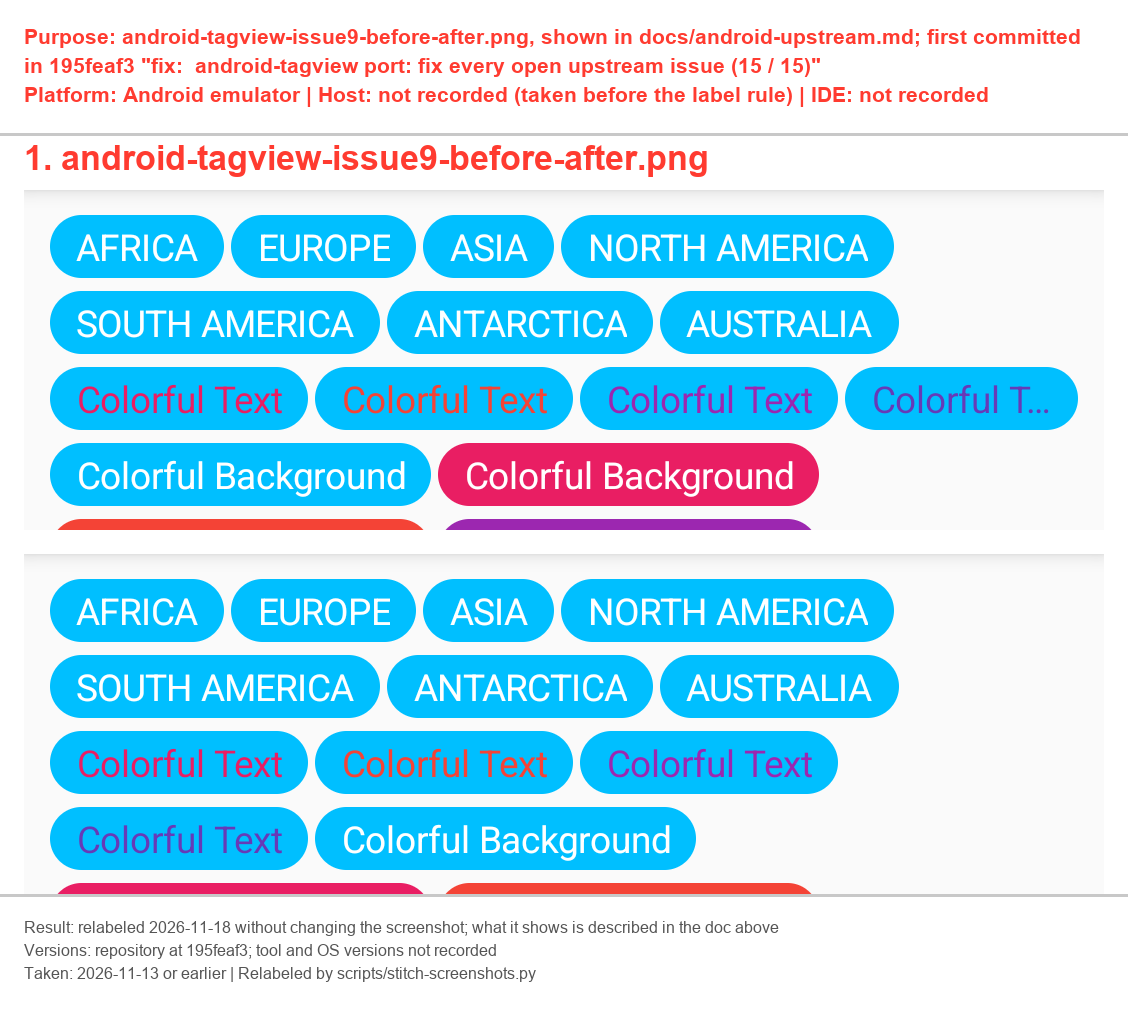 Purpose: android-tagview-issue9-before-after.png, shown in docs/android-upstream.md; first committed
in 195feaf3 "fix:  android-tagview port: fix every open upstream issue (15 / 15)"
Platform: Android emulator | Host: not recorded (taken before the label rule) | IDE: not recorded
1. android-tagview-issue9-before-after.png
AFRICA EUROPE ASIA NORTH AMERICA
SOUTH AMERICA ANTARCTICA AUSTRALIA
Colorful Text Colorful Text Colorful Text Colorful T...
Colorful Background Colorful Background
AFRICA EUROPE ASIA NORTH AMERICA
SOUTH AMERICA ANTARCTICA AUSTRALIA
Colorful Text Colorful Text Colorful Text
Colorful Text Colorful Background
Result: relabeled 2026-11-18 without changing the screenshot; what it shows is described in the doc above
Versions: repository at 195feaf3; tool and OS versions not recorded
Taken: 2026-11-13 or earlier | Relabeled by scripts/stitch-screenshots.py